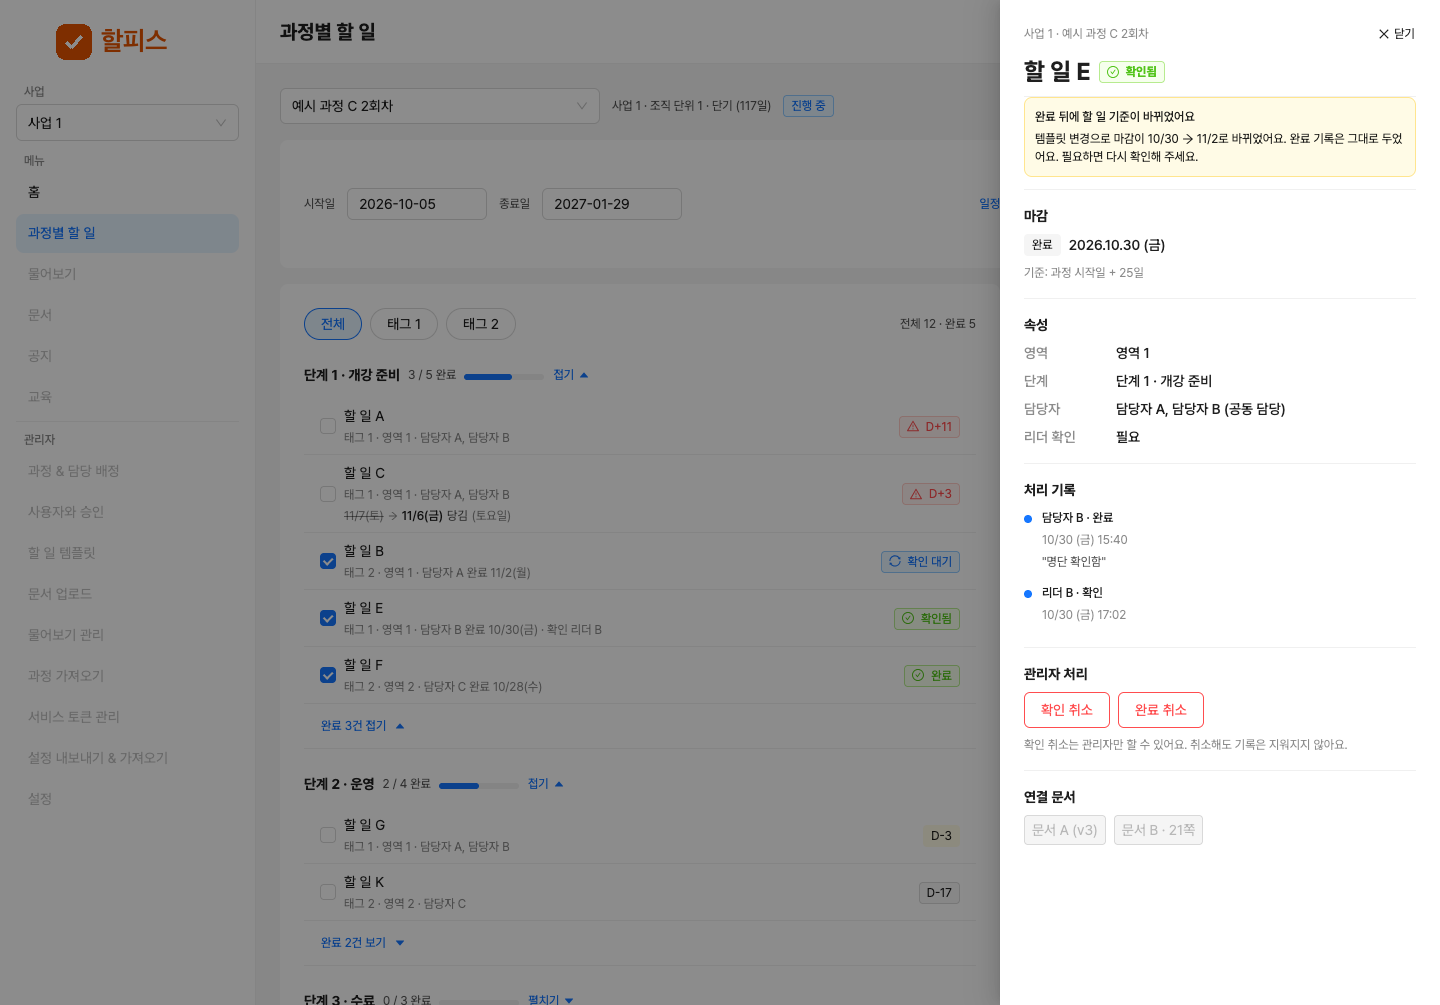 할피스
사업
사업 1
메뉴
홈
과정별 할 일
물어보기
문서
공지
교육
관리자
과정 & 담당 배정
사용자와 승인
할 일 템플릿
문서 업로드
물어보기 관리
과정 가져오기
서비스 토큰 관리
설정 내보내기 & 가져오기
설정
과정별 할 일
예시 과정 C 2회차
사업 1 · 조직 단위 1 · 단기 (117일)
진행 중
시작일
2026-10-05
종료일
2027-01-29
일정
전체
태그 1
태그 2
전체 12 · 완료 5
단계 1 · 개강 준비
3 / 5 완료
접기
할 일 A
태그 1 · 영역 1 · 담당자 A, 담당자 B
D+11
할 일 C
태그 1 · 영역 1 · 담당자 A, 담당자 B
11/7(토) → 11/6(금) 당김 (토요일)
D+3
할 일 B
태그 2 · 영역 1 · 담당자 A 완료 11/2(월)
확인 대기
할 일 E
태그 1 · 영역 1 · 담당자 B 완료 10/30(금) · 확인 리더 B
확인됨
할 일 F
태그 2 · 영역 2 · 담당자 C 완료 10/28(수)
완료
완료 3건 접기
단계 2 · 운영
2 / 4 완료
접기
할 일 G
태그 1 · 영역 1 · 담당자 A, 담당자 B
D-3
할 일 K
태그 2 · 영역 2 · 담당자 C
D-17
완료 2건 보기
단계 3 · 수료
0 / 3 완료
펼치기
사업 1 · 예시 과정 C 2회차
닫기
할 일 E
확인됨
완료 뒤에 할 일 기준이 바뀌었어요
템플릿 변경으로 마감이 10/30 → 11/2로 바뀌었어요. 완료 기록은 그대로 두었
어요. 필요하면 다시 확인해 주세요.
마감
완료
2026.10.30 (금)
기준: 과정 시작일 + 25일
속성
영역
영역 1
단계
단계 1 · 개강 준비
담당자
담당자 A, 담당자 B (공동 담당)
리더 확인
필요
처리 기록
담당자 B · 완료
10/30 (금) 15:40
"명단 확인함"
리더 B · 확인
10/30 (금) 17:02
관리자 처리
확인 취소
완료 취소
확인 취소는 관리자만 할 수 있어요. 취소해도 기록은 지워지지 않아요.
연결 문서
문서 A (v3)
문서 B · 21쪽